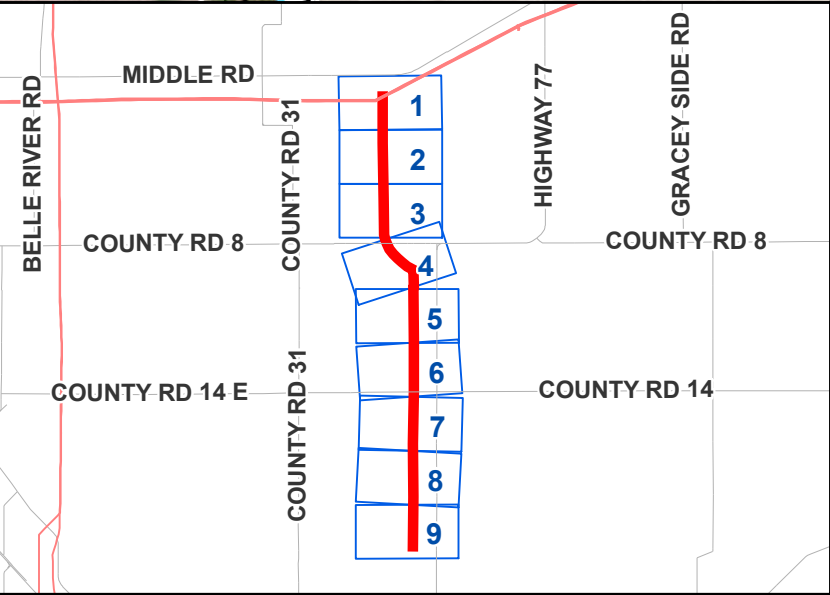 MIDDLE RD
BELLE RIVER RD
COUNTY RD 31
HIGHWAY 77
GRACEY SIDE RD
1
2
3
COUNTY RD 8
COUNTY RD 8
4
5
6
COUNTY RD 31
COUNTY RD 14 E
COUNTY RD 14
7
8
9